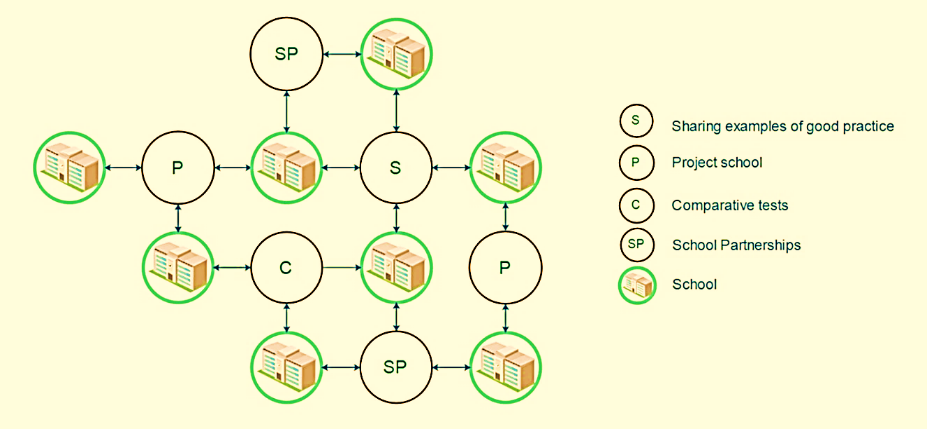 SP
P
S
C
P
SP
S Sharing examples of good practice
P Project school
C Comparative tests
SP School Partnerships
School